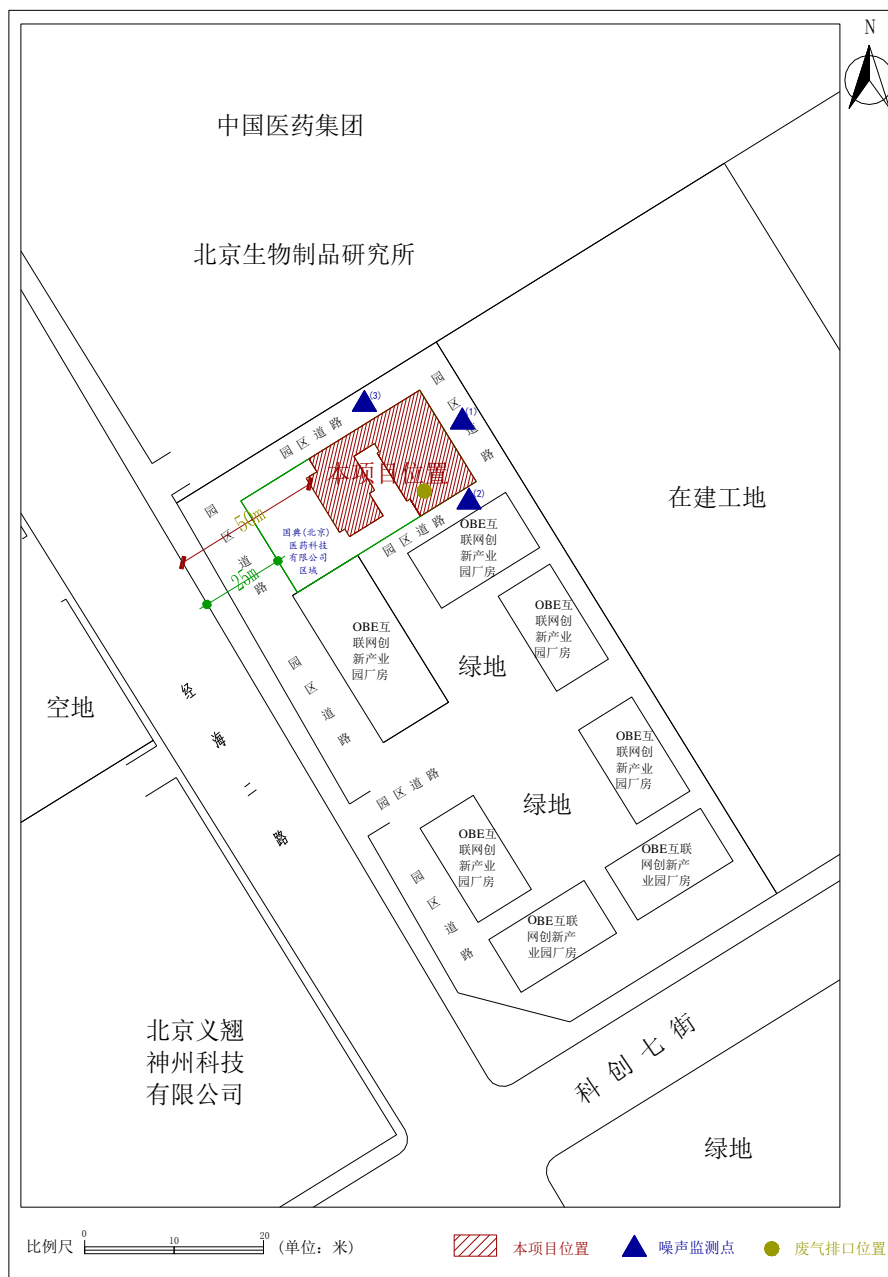 N
中国医药集团
北京生物制品研究所
(3)
园区道路
园区道路
(1)
本项目位置
在建工地
(2)
50m
园区道路
国典(北京)
医药科技
有限公司
区域
园区道路
25m
OBE互
联网创
新产业
园厂房
OBE互
联网创
新产业
园厂房
OBE互
联网创
新产业
园厂房
绿地
园区道路
空地
经海二路
OBE互
联网创
新产业
园厂房
园区道路
绿地
OBE互
联网创
新产业
园厂房
OBE互联
网创新产
业园厂房
园区道路
OBE互联
网创新产
业园厂房
北京义翘
神州科技
有限公司
科创七街
绿地
比例尺 0 10 20 (单位：米)
本项目位置
噪声监测点
废气排口位置